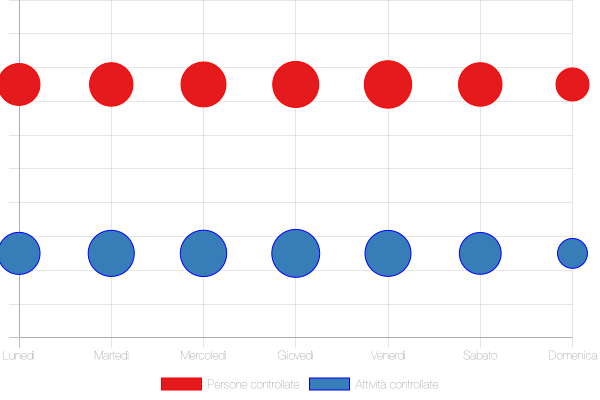 Lunedì Martedì Mercoledì Giovedì Venerdì Sabato Domenica
Persone controllate Attività controllate